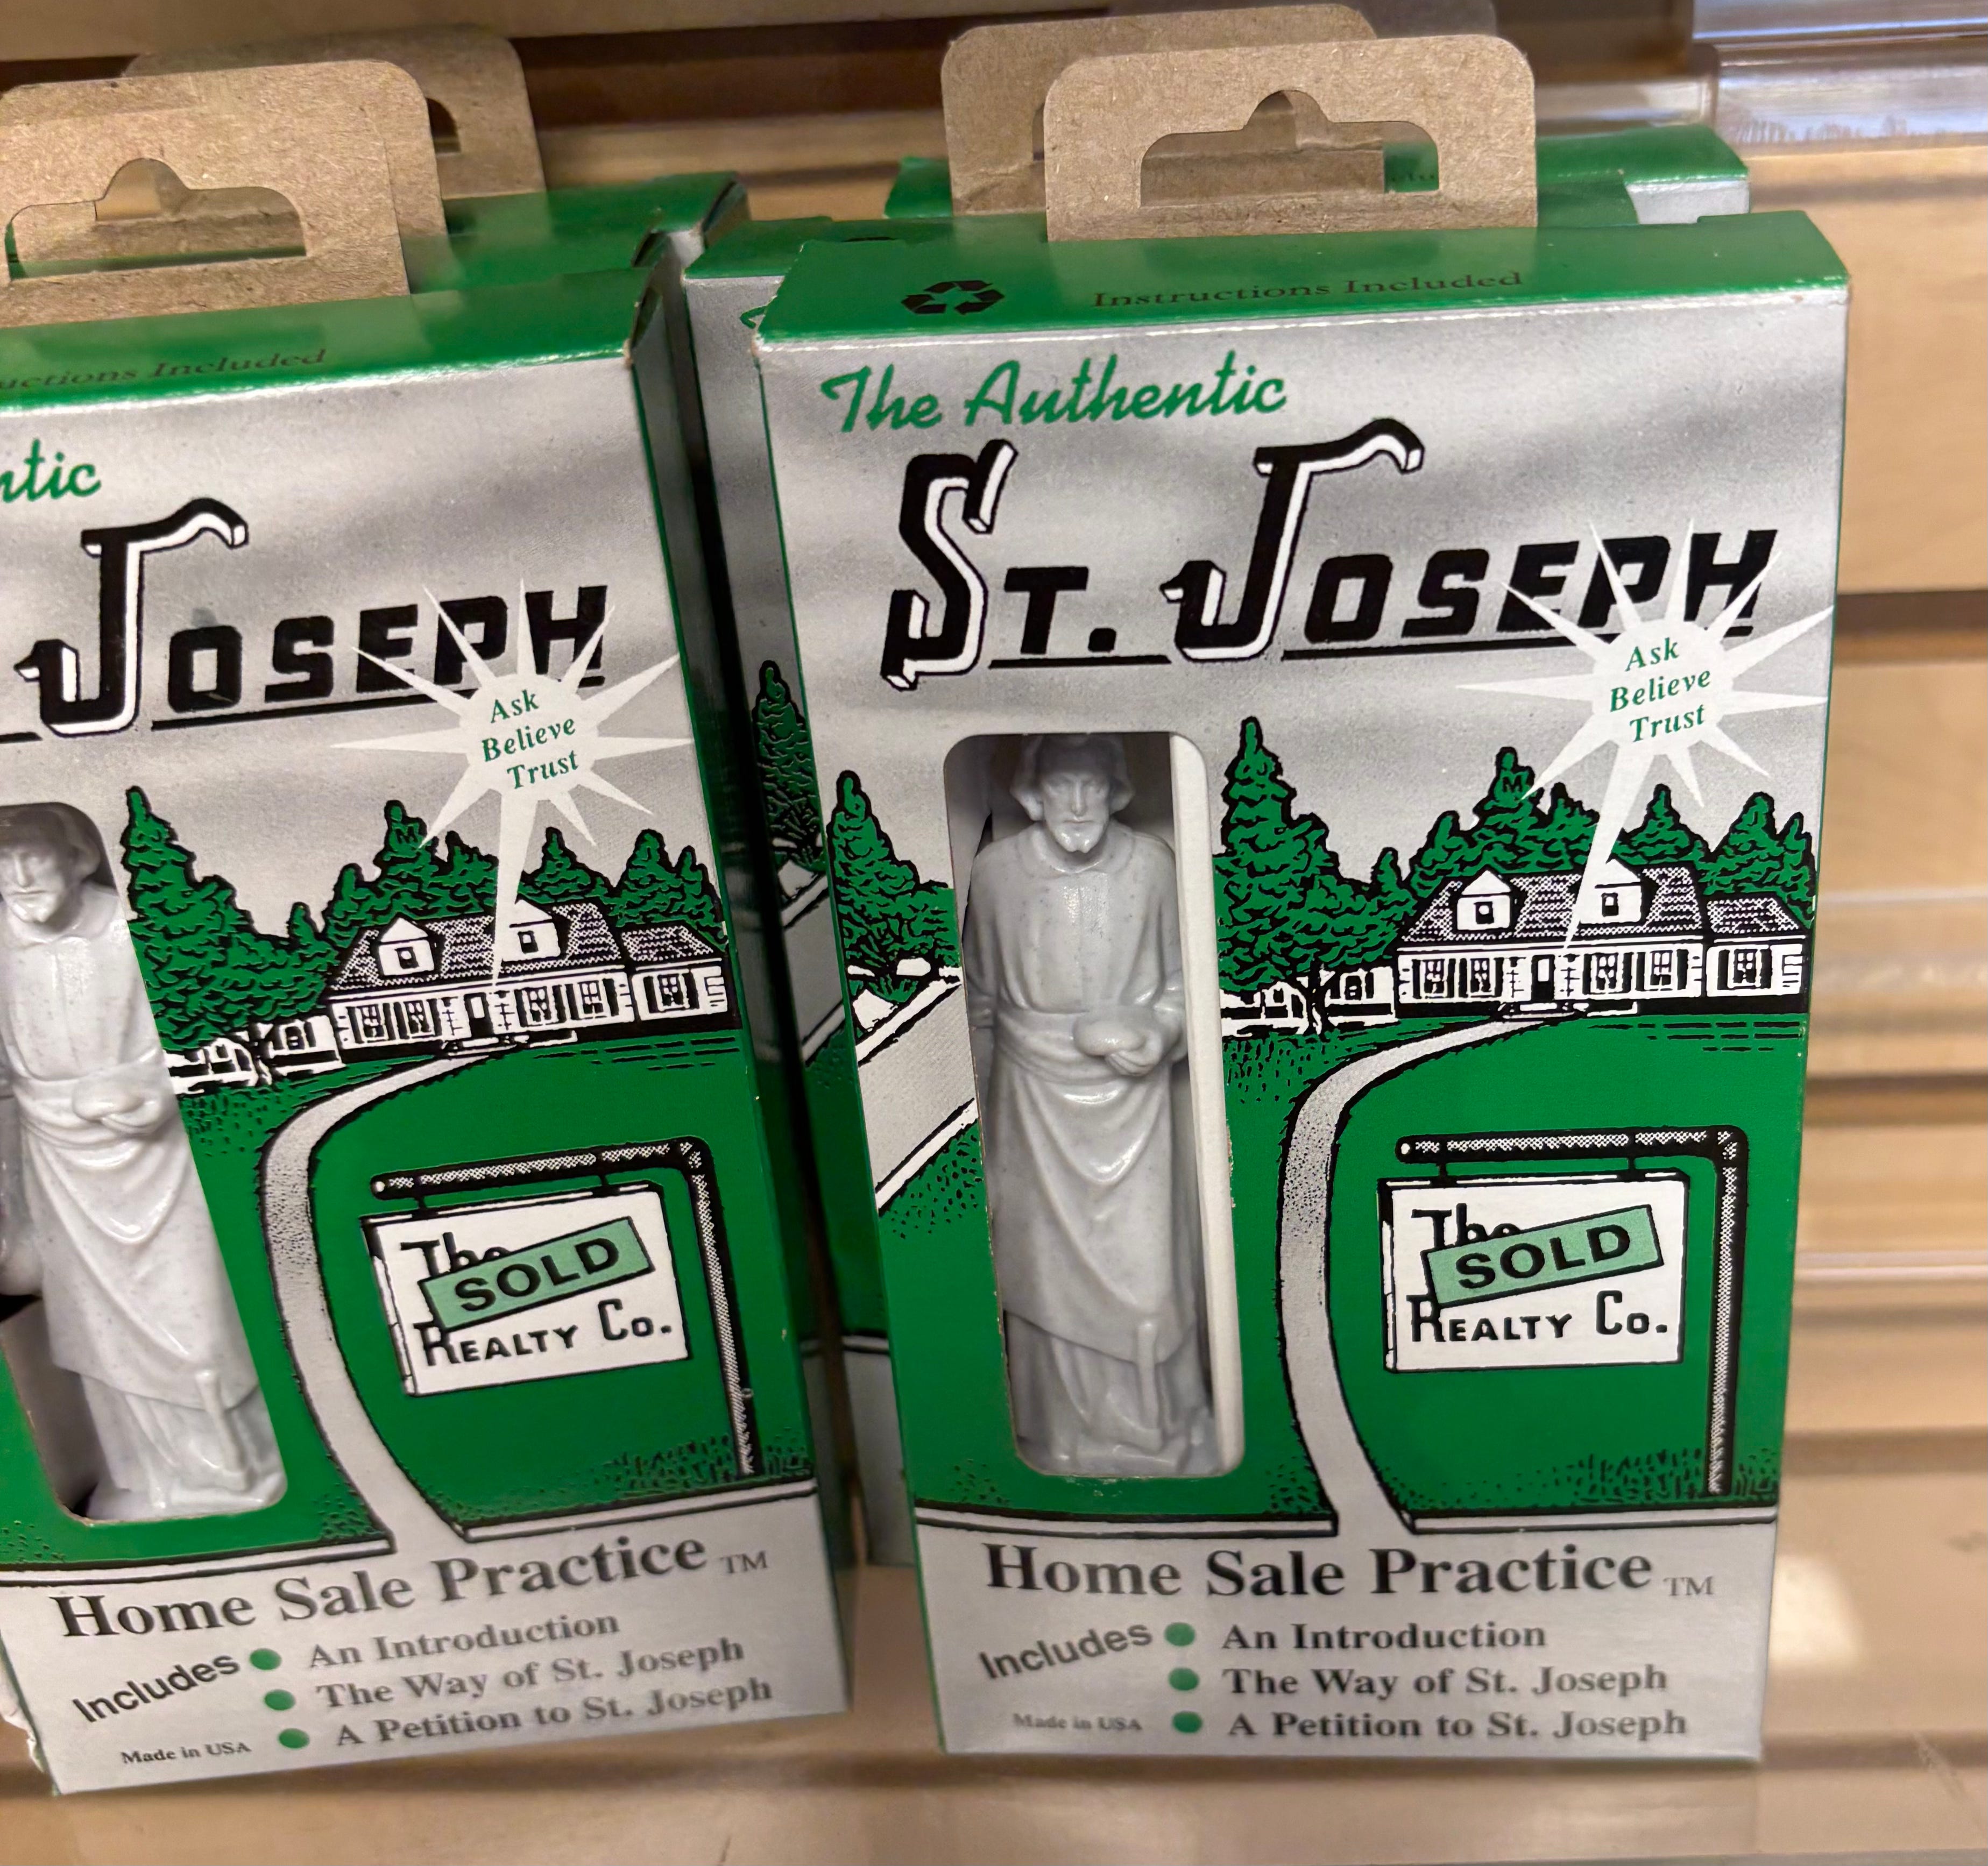 uctions Included
ntic
JOSEPH
Ask
Believe
Trust
The
SOLD
REALTY CO.
Home Sale Practice TM
Includes
An Introduction
The Way of St. Joseph
A Petition to St. Joseph
Made in USA
Instructions Included
The Authentic
ST. JOSEPH
Ask
Believe
Trust
The
SOLD
REALTY CO.
Home Sale Practice TM
Includes
An Introduction
The Way of St. Joseph
A Petition to St. Joseph
Made in USA